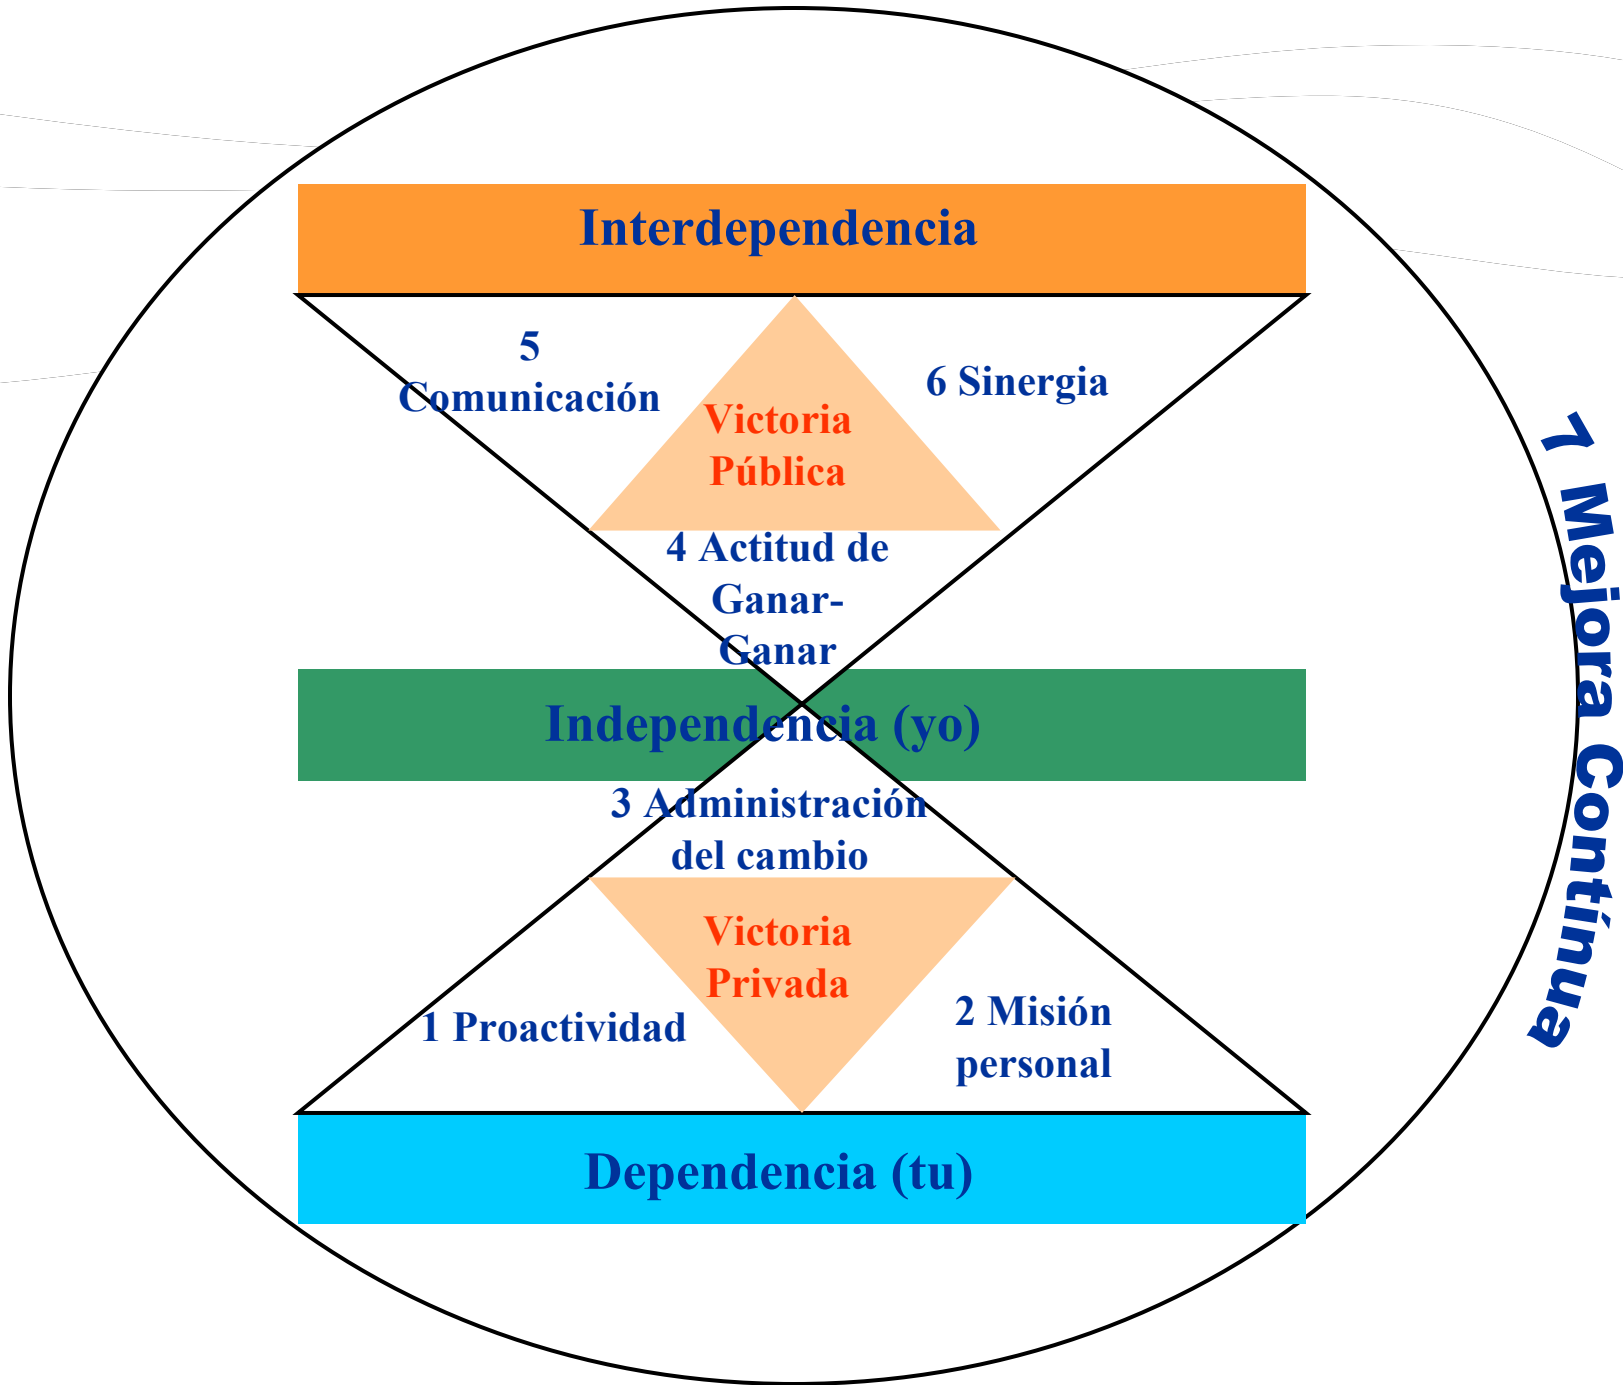 Interdependencia
5
Comunicación
6 Sinergia
Victoria
Pública
4 Actitud de
Ganar-
Ganar
Independencia (yo)
3 Administración
del cambio
Victoria
Privada
1 Proactividad
2 Misión
personal
Dependencia (tu)
7 Mejora Contínua